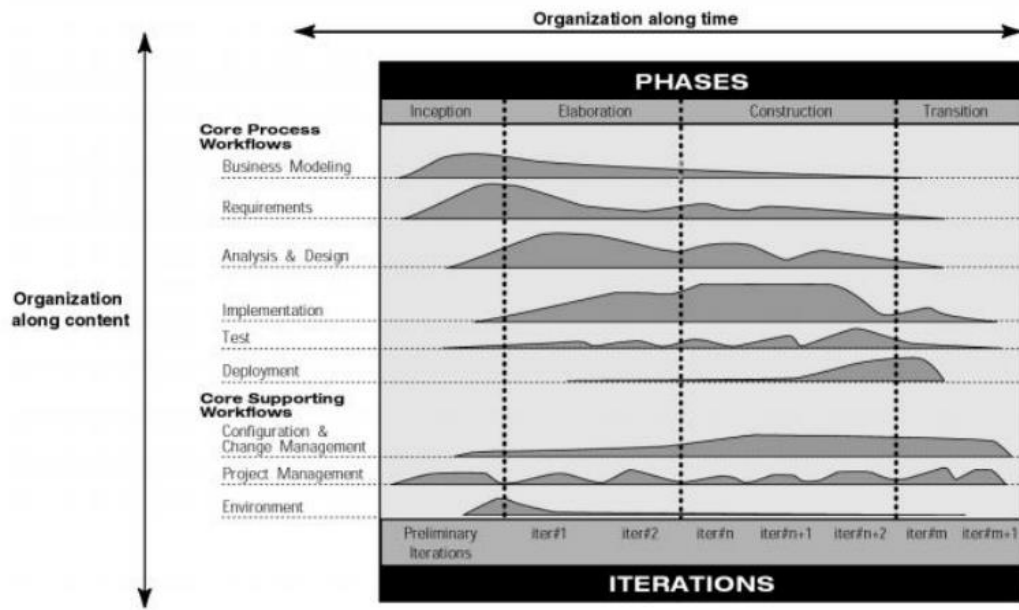 Organization along time
PHASES
Inception Elaboration Construction Transition
Core Process
Workflows
Business Modeling
Requirements
Analysis & Design
Organization
along content
Implementation
Test
Deployment
Core Supporting
Workflows
Configuration &
Change Management
Project Management
Environment
Preliminary
Iterations
iter#1 iter#2 iter#n iter#n+1 iter#n+2 iter#m iter#m+1
ITERATIONS